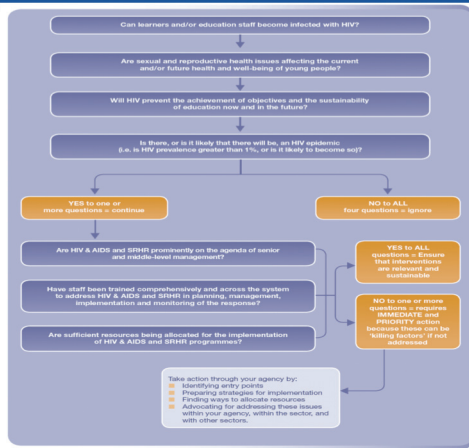 Can learners and/or education staff become infected with HIV?
Are sexual and reproductive health issues affecting the current
and/or future health and well-being of young people?
Will HIV prevent the achievement of objectives and the sustainability
of education now and in the future?
Is there, or is it likely that there will be, an HIV epidemic
(i.e. is HIV prevalence greater than 1%, or is it likely to become so)?
YES to one or
more questions = continue
NO to ALL
four questions = ignore
Are HIV & AIDS and SRHR prominently on the agenda of senior
and middle-level management?
Have staff been trained comprehensively and across the system
to address HIV & AIDS and SRHR in planning, management,
implementation and monitoring of the response?
Are sufficient resources being allocated for the implementation
of HIV & AIDS and SRHR programmes?
YES to ALL
questions = Ensure
that interventions
are relevant and
sustainable
NO to one or more
questions = requires
IMMEDIATE and
PRIORITY action
because these can be
'killing factors' if not
addressed
Take action through your agency by:
Identifying entry points
Preparing strategies for implementation
Finding ways to allocate resources
Advocating for addressing these issues
within your agency, within the sector, and
with other sectors.